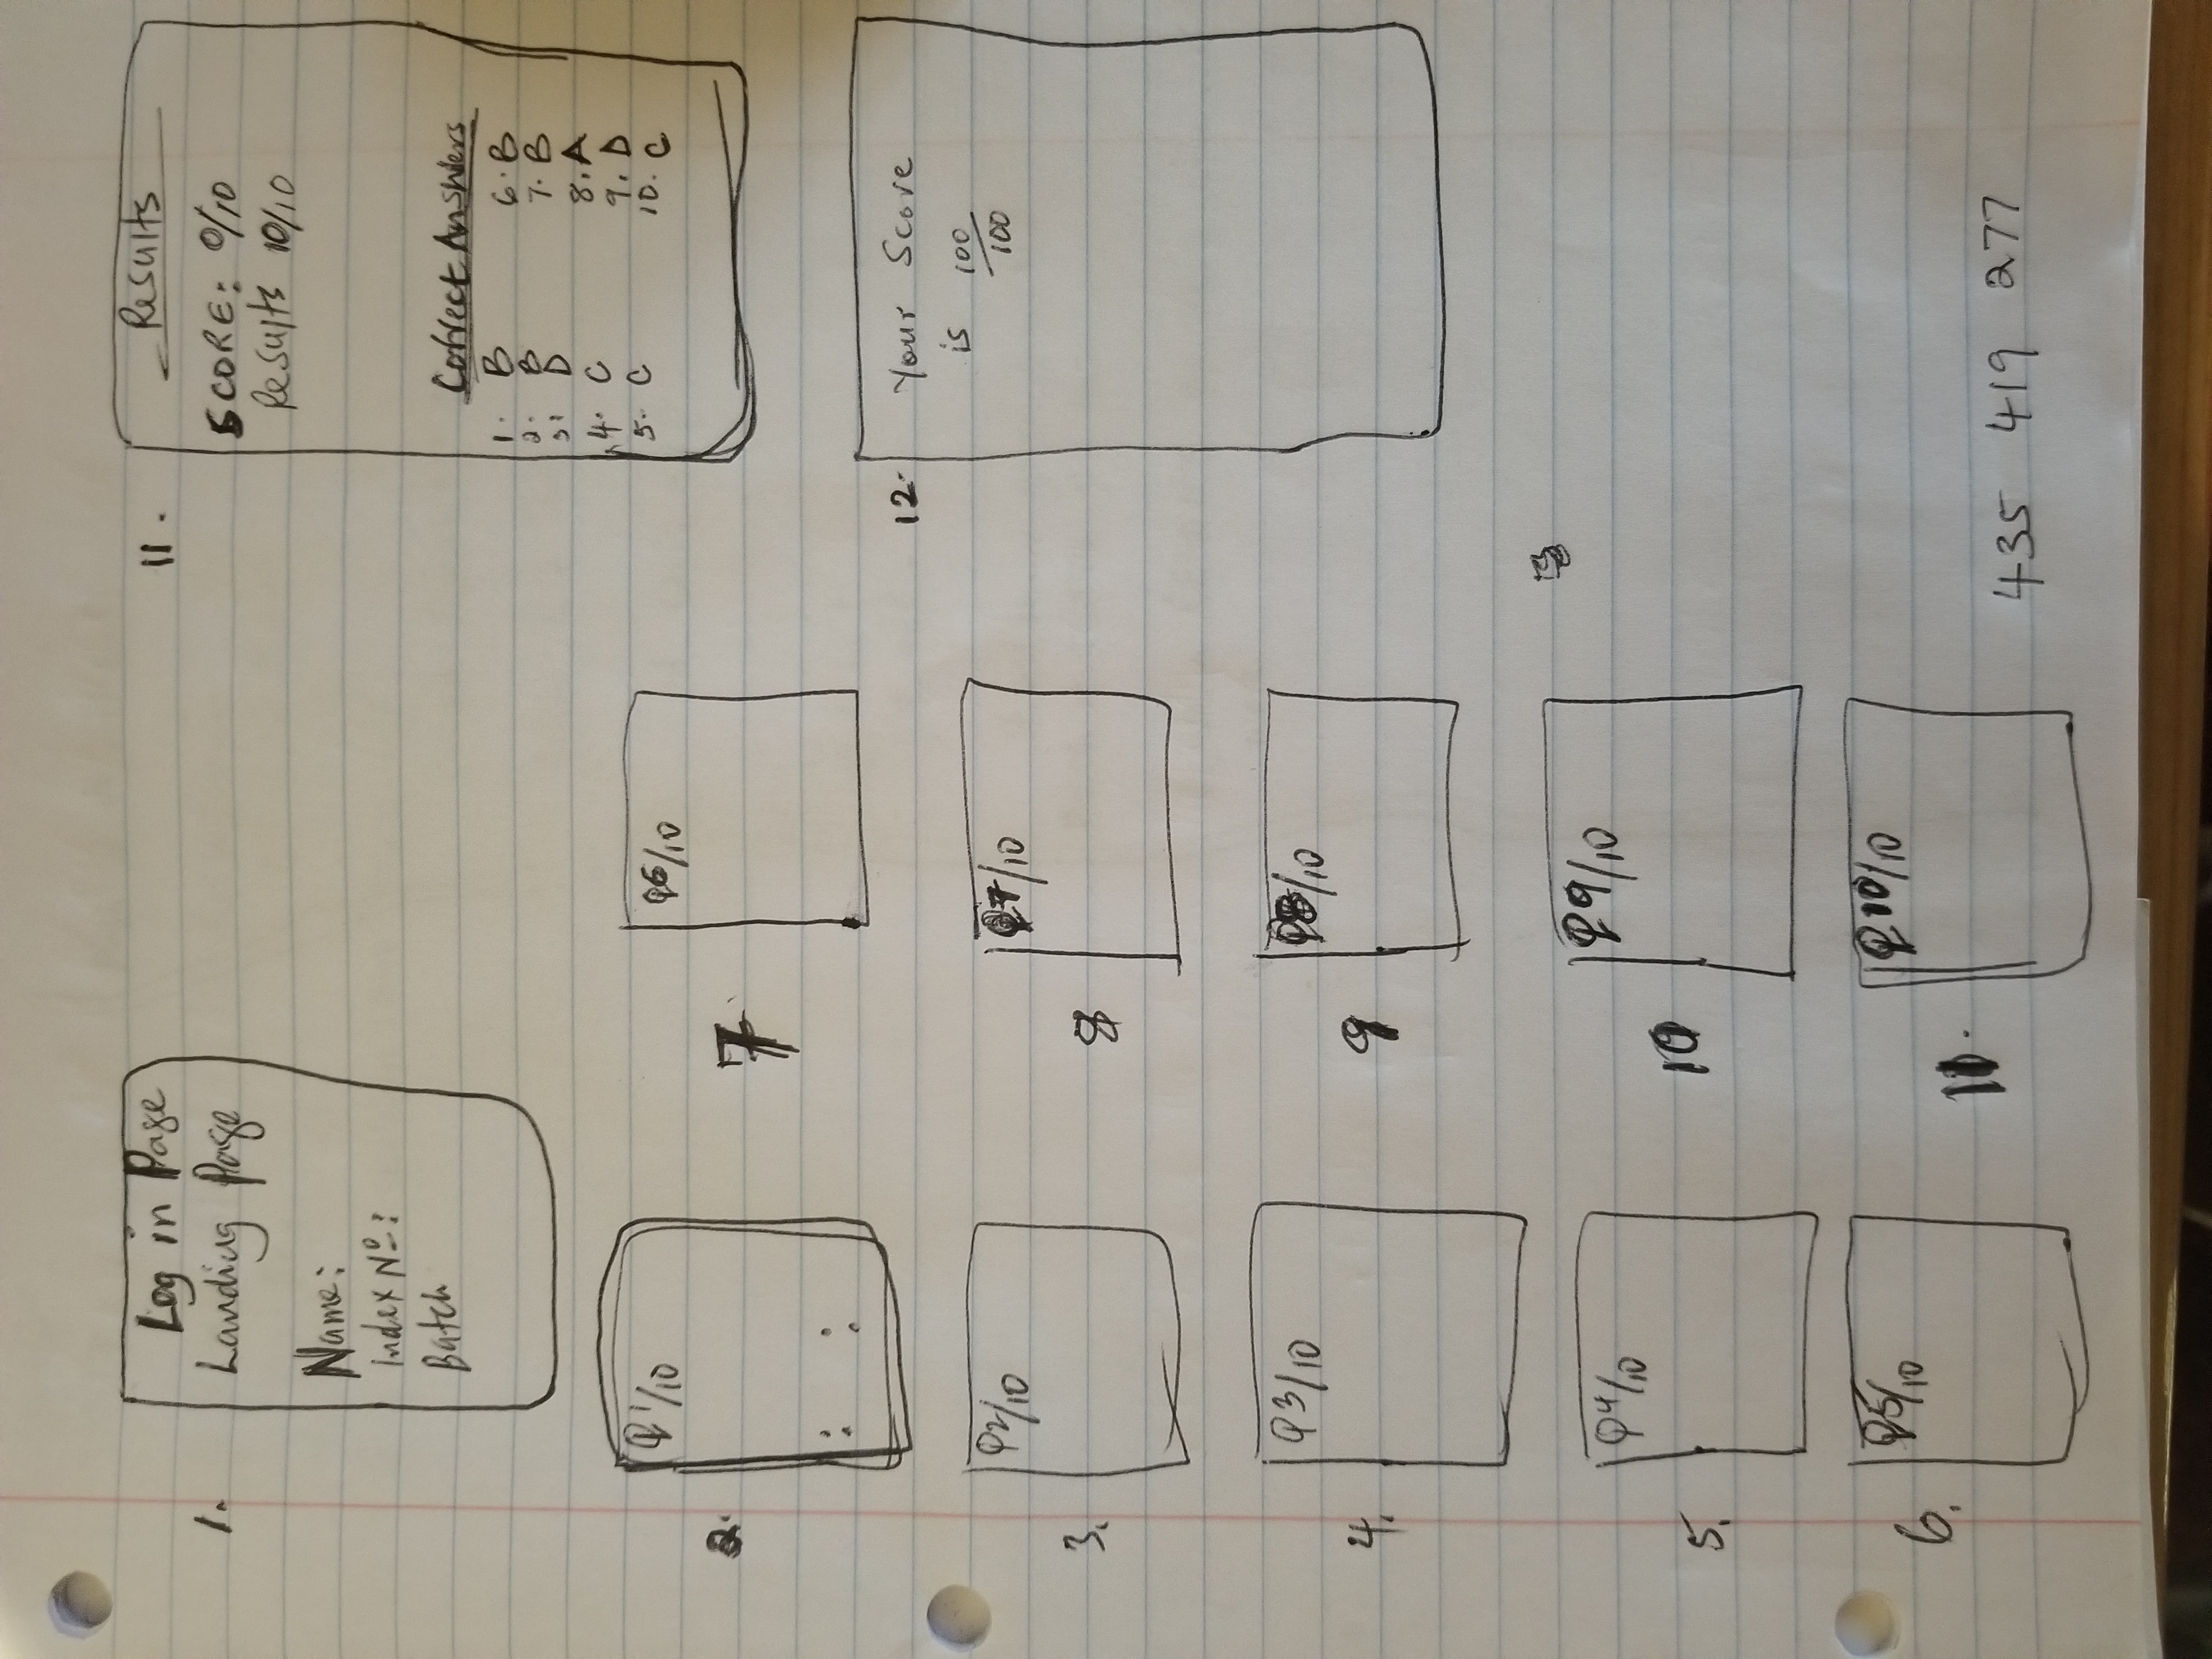 1.
Log in Page
Landing Page
Name:
Index Nº:
Batch
2.
Q1/10
: :
3.
Q2/10
4.
Q3/10
5.
Q4/10
6.
Q5/10
7.
Q6/10
8
Q7/10
9
Q8/10
10
Q9/10
11.
Q10/10
11.
Results
SCORE: 0/10
Results 10/10
Correct Answers
1. B 6. B
2. B 7. B
3. D 8. A
4. C 9. D
5. C 10. C
12.
Your Score
is 100/100
435 419 277